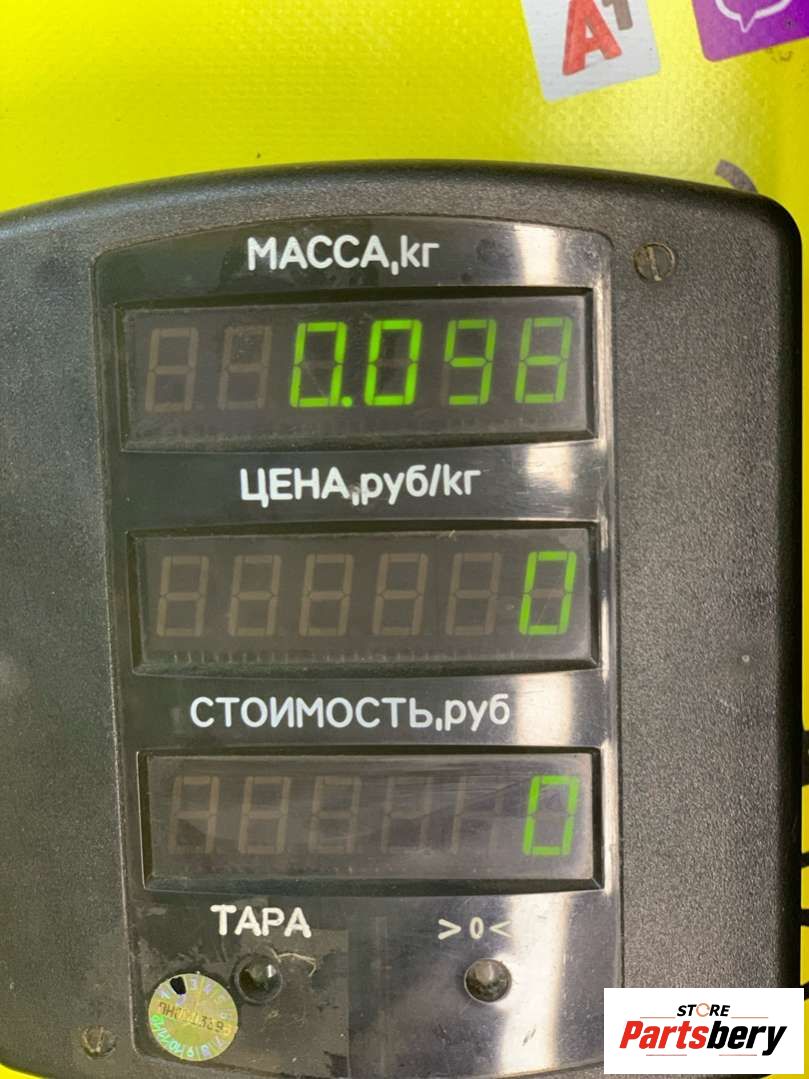 A1
МАССА,кг
0.098
ЦЕНА,руб/кг
0
СТОИМОСТЬ,руб
0
ТАРА
>0<
STORE
Partsbery